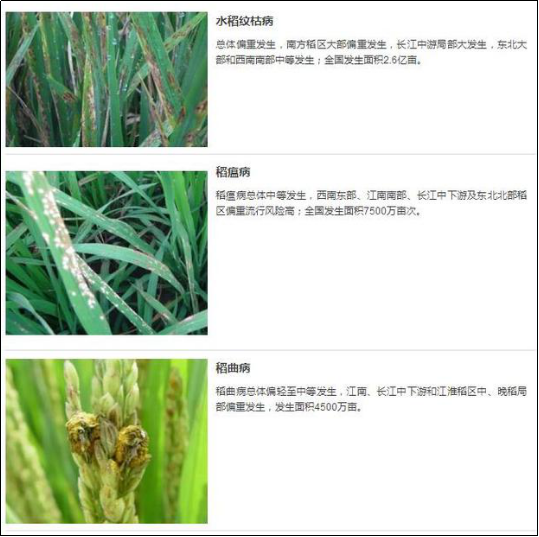 水稻纹枯病
总体偏重发生，南方稻区大部偏重发生，长江中游局部大发生，东北大
部和西南南部中等发生；全国发生面积2.6亿亩。
稻瘟病
稻瘟病总体中等发生，西南东部、江南南部、长江中下游及东北北部稻
区偏重流行风险高；全国发生面积7500万亩次。
稻曲病
稻曲病总体偏轻至中等发生，江南、长江中下游和江淮稻区中、晚稻局
部偏重发生，发生面积4500万亩。